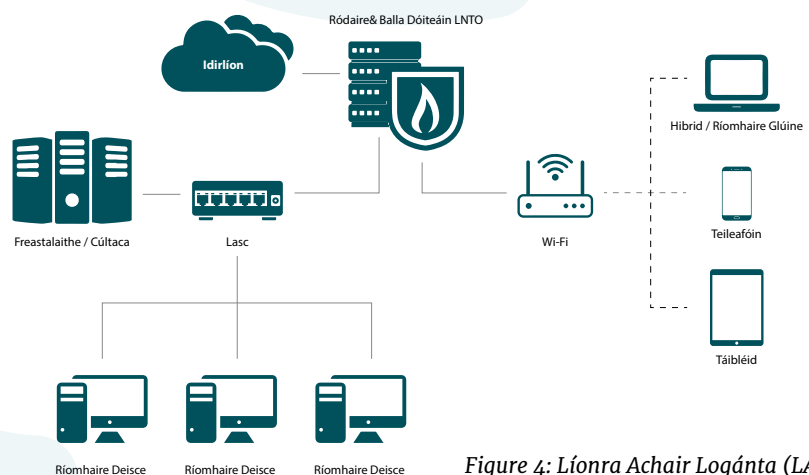 Ródaire& Balla Dóiteáin LNTO
Idirlíon
Hibrid / Ríomhaire Glúine
Freastalaithe / Cúltaca
Lasc
Wi-Fi
Teileafóin
Táibléid
Ríomhaire Deisce
Ríomhaire Deisce
Ríomhaire Deisce
Figure 4: Líonra Achair Logánta (LA